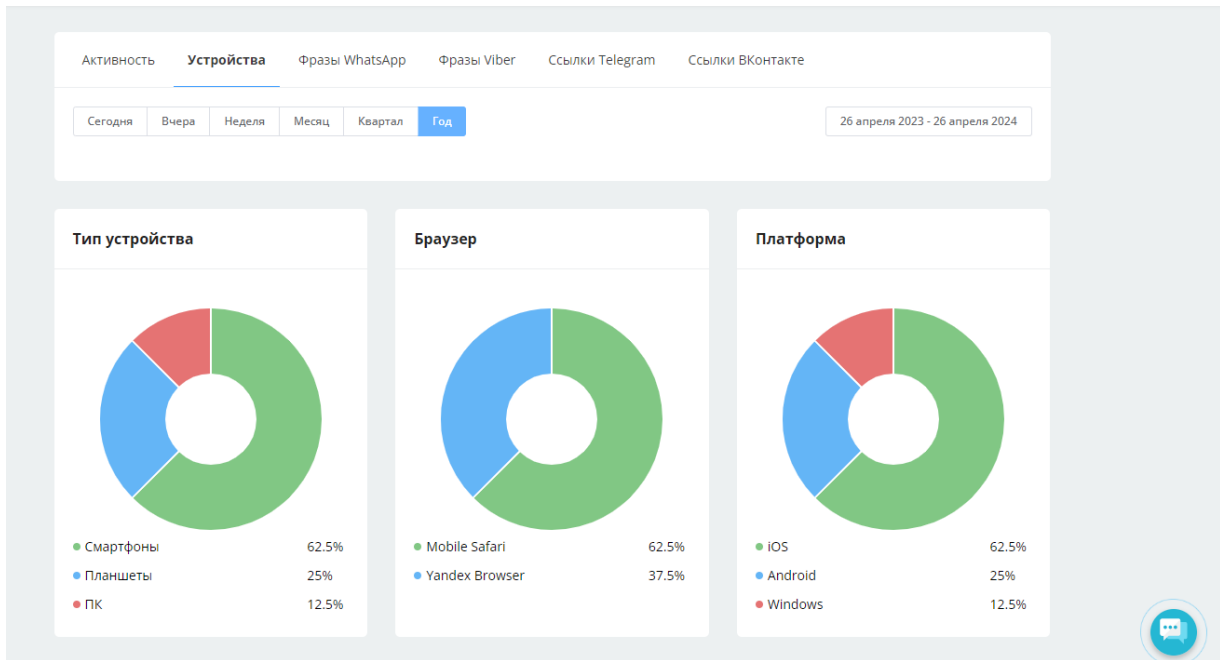 Активность Устройства Фразы WhatsApp Фразы Viber Ссылки Telegram Ссылки ВКонтакте
Сегодня Вчера Неделя Месяц Квартал Год 26 апреля 2023 - 26 апреля 2024
Тип устройства
Смартфоны 62.5%
Планшеты 25%
ПК 12.5%
Браузер
Mobile Safari 62.5%
Yandex Browser 37.5%
Платформа
iOS 62.5%
Android 25%
Windows 12.5%